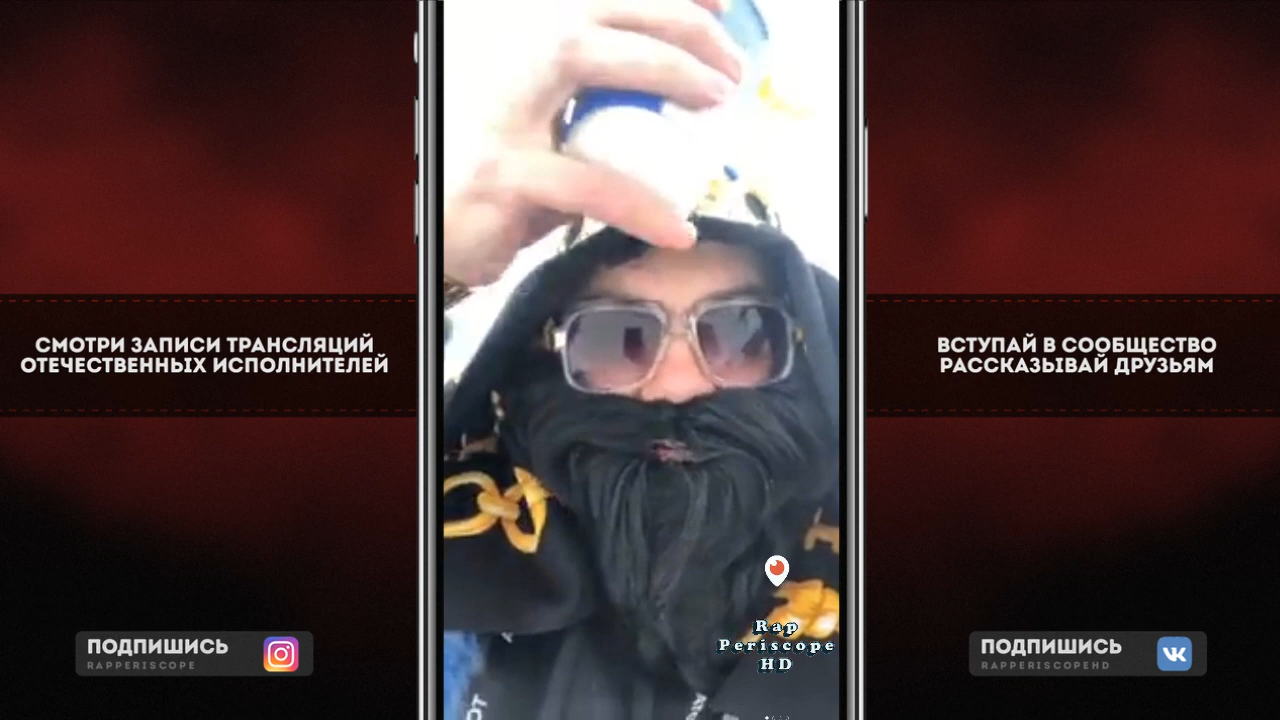 СМОТРИ ЗАПИСИ ТРАНСЛЯЦИЙ
ОТЕЧЕСТВЕННЫХ ИСПОЛНИТЕЛЕЙ
ПОДПИШИСЬ
RAPPERISCOPE
Rap
Periscope
HD
ВСТУПАЙ В СООБЩЕСТВО
РАССКАЗЫВАЙ ДРУЗЬЯМ
ПОДПИШИСЬ
RAPPERISCOPEHD